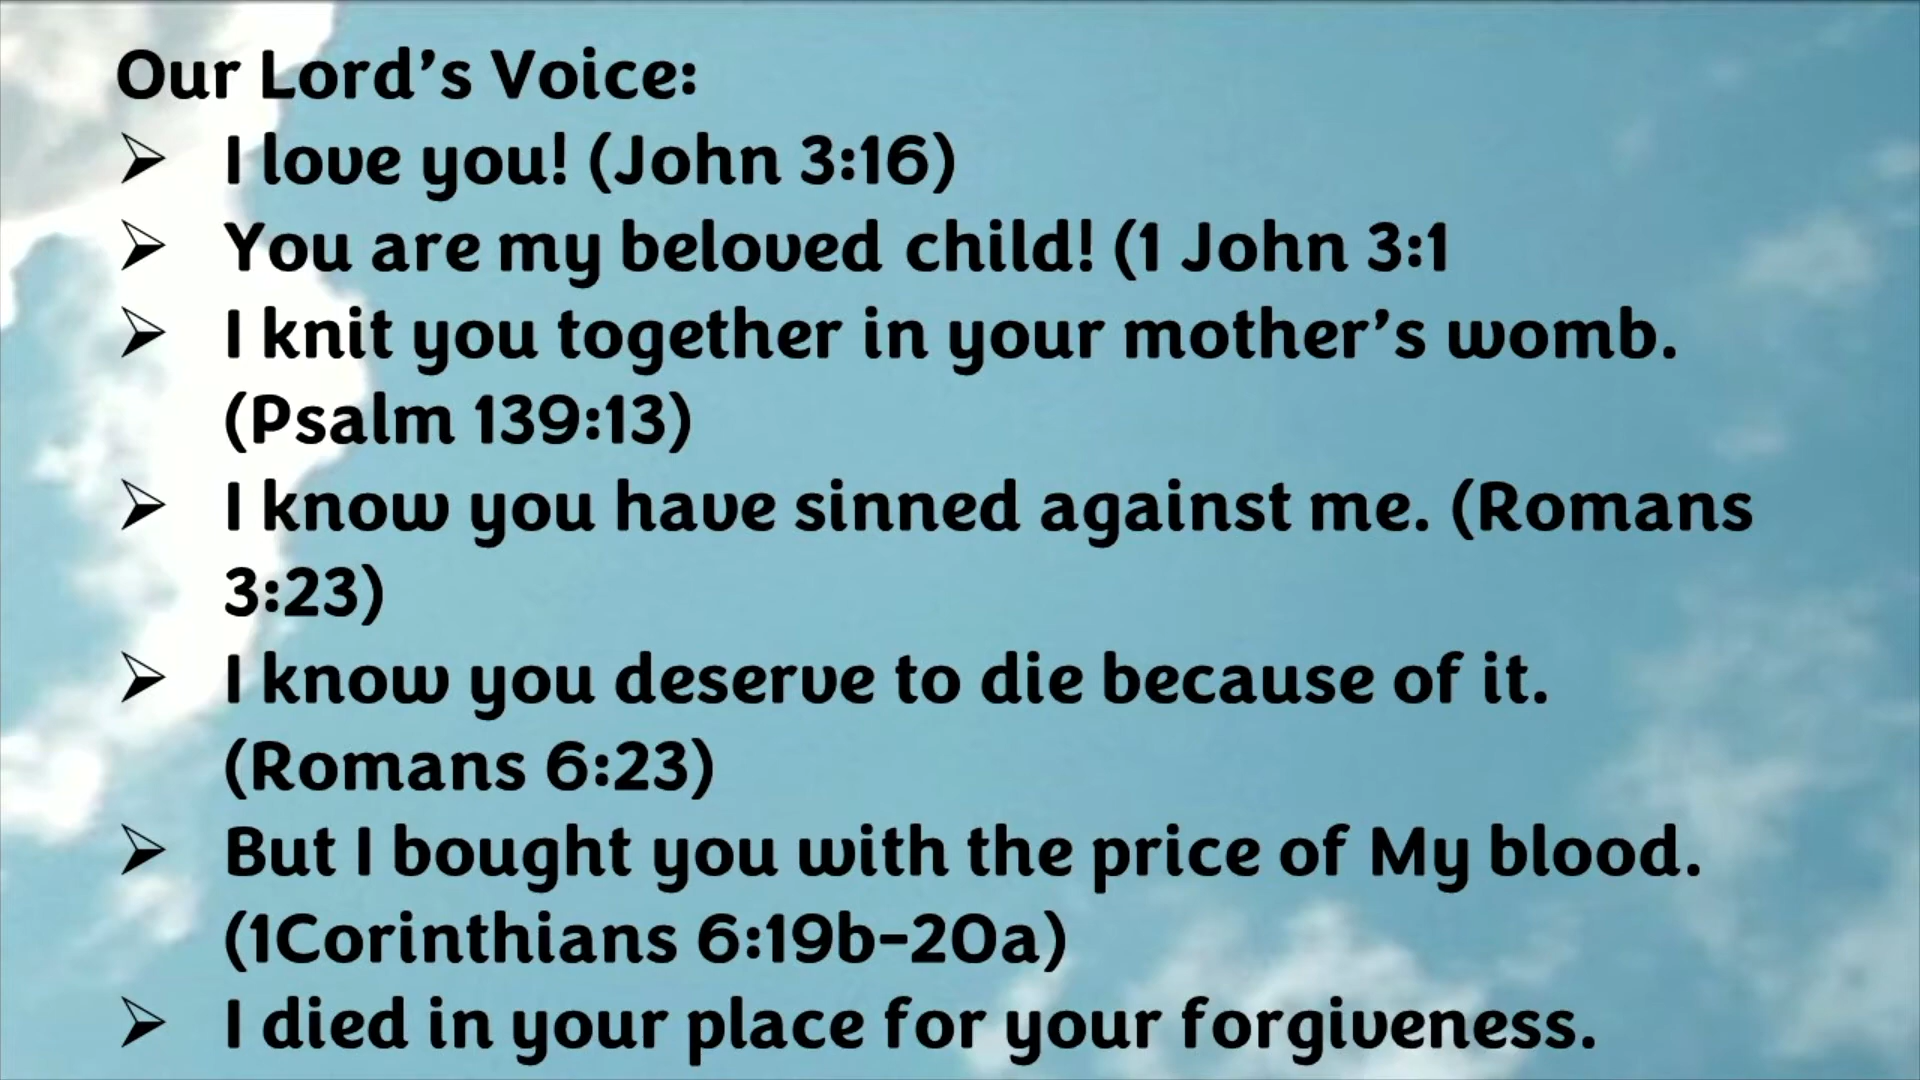 Our Lord’s Voice:
➢ I love you! (John 3:16)
➢ You are my beloved child! (1 John 3:1
➢ I knit you together in your mother’s womb.
(Psalm 139:13)
➢ I know you have sinned against me. (Romans
3:23)
➢ I know you deserve to die because of it.
(Romans 6:23)
➢ But I bought you with the price of My blood.
(1Corinthians 6:19b-20a)
➢ I died in your place for your forgiveness.